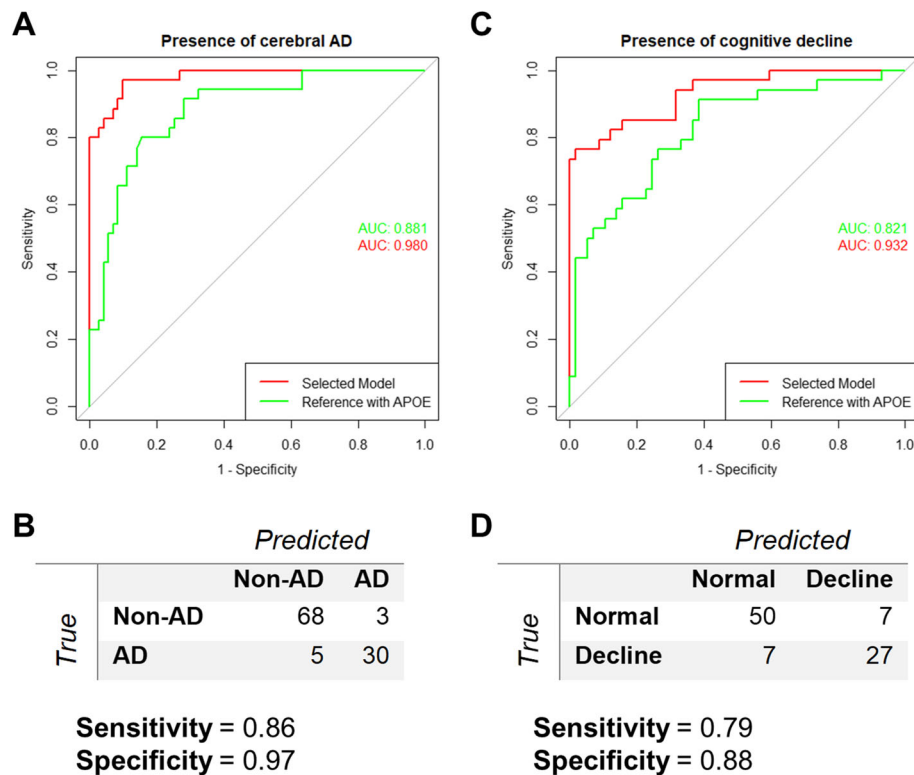 A
Presence of cerebral AD
Sensitivity
1.0
0.8
0.6
0.4
0.2
0.0
AUC: 0.881
AUC: 0.980
Selected Model
Reference with APOE
0.0 0.2 0.4 0.6 0.8 1.0
1 - Specificity
C
Presence of cognitive decline
Sensitivity
1.0
0.8
0.6
0.4
0.2
0.0
AUC: 0.821
AUC: 0.932
Selected Model
Reference with APOE
0.0 0.2 0.4 0.6 0.8 1.0
1 - Specificity
B
Predicted
True
Non-AD AD
Non-AD 68 3
AD 5 30
Sensitivity = 0.86
Specificity = 0.97
D
Predicted
True
Normal Decline
Normal 50 7
Decline 7 27
Sensitivity = 0.79
Specificity = 0.88